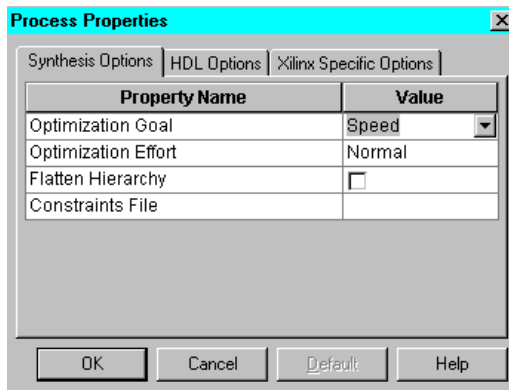 Process Properties
Synthesis Options HDL Options Xilinx Specific Options
Property Name Value
Optimization Goal Speed
Optimization Effort Normal
Flatten Hierarchy
Constraints File
OK Cancel Default Help